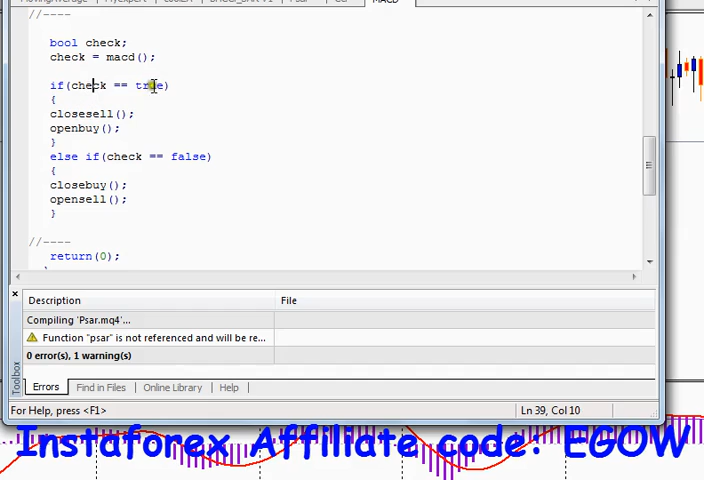 MACD
//----
bool check;
check = macd();
if(check == true)
{
closesell();
openbuy();
}
else if(check == false)
{
closebuy();
opensell();
}
//----
return(0);
Description File
Compiling 'Psar.mq4'...
Function "psar" is not referenced and will be re...
0 error(s), 1 warning(s)
Toolbox
Errors Find in Files Online Library Help
For Help, press <F1> Ln 39, Col 10
Instaforex Affiliate code: EGOW